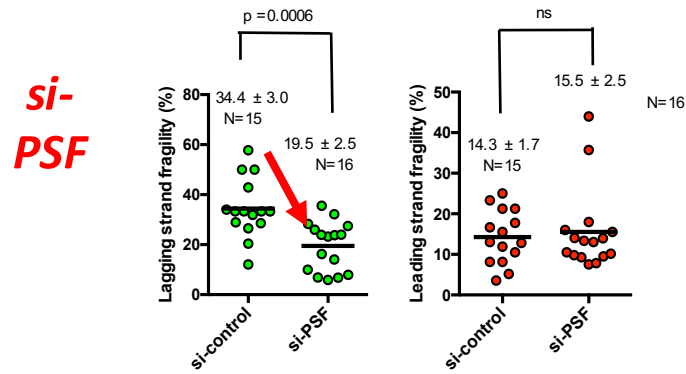 si-
PSF
p =0.0006
34.4 ± 3.0
N=15
19.5 ± 2.5
N=16
Lagging strand fragility (%)
80
60
40
20
0
si-control
si-PSF
ns
15.5 ± 2.5
N=16
14.3 ± 1.7
N=15
Leading strand fragility (%)
50
40
30
20
10
0
si-control
si-PSF